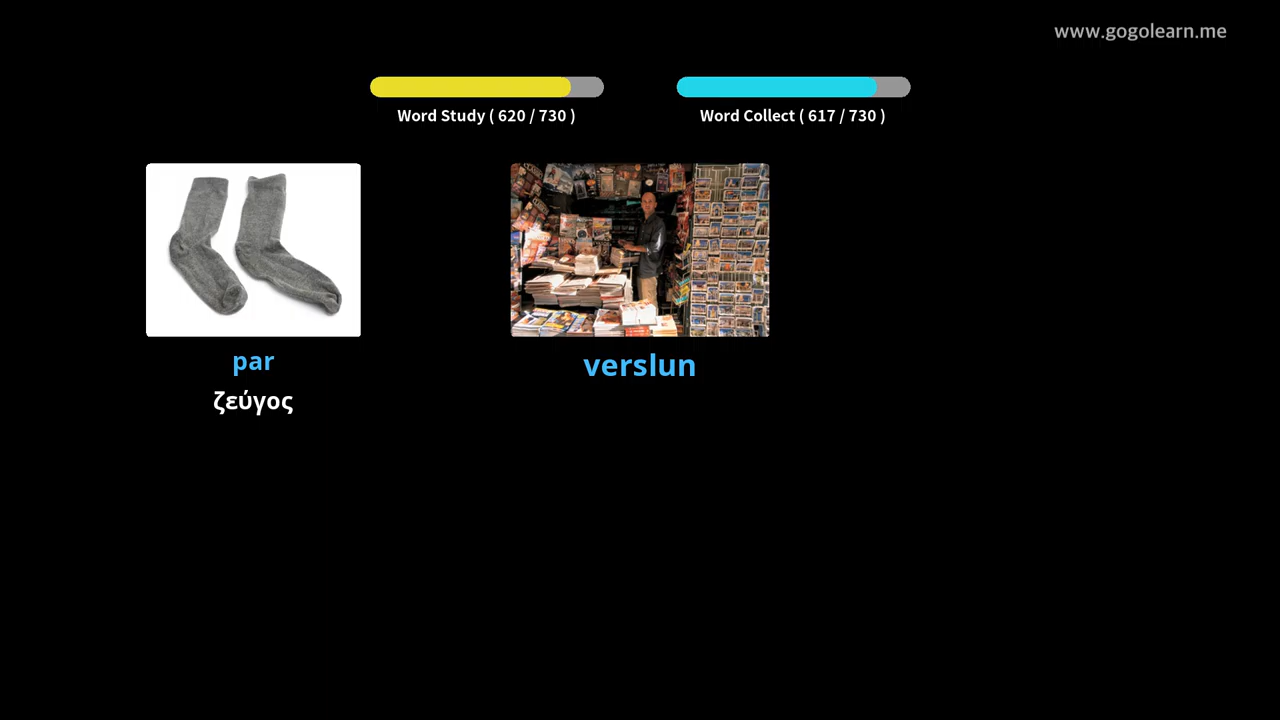 www.gogolearn.me
Word Study ( 620 / 730 )
Word Collect ( 617 / 730 )
par
ζεύγος
verslun